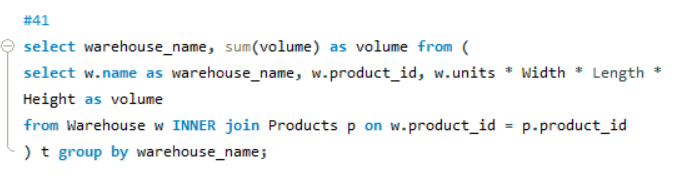 #41
select warehouse_name, sum(volume) as volume from (
select w.name as warehouse_name, w.product_id, w.units * Width * Length *
Height as volume
from Warehouse w INNER join Products p on w.product_id = p.product_id
) t group by warehouse_name;